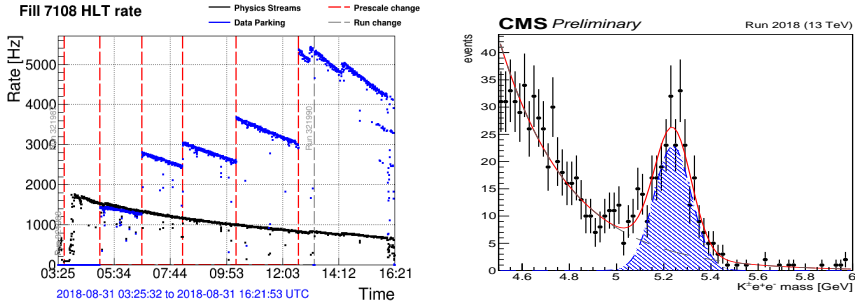 Fill 7108 HLT rate
Physics Streams
Data Parking
Prescale change
Run change
Rate [Hz]
5000
4000
3000
2000
1000
0
Run 321990
03:25 05:34 07:44 09:53 12:03 14:12 16:21
2018-08-31 03:25:32 to 2018-08-31 16:21:53 UTC
Time
CMS Preliminary
Run 2018 (13 TeV)
events
40
35
30
25
20
15
10
5
0
4.6 4.8 5 5.2 5.4 5.6 5.8 6
K±e+e- mass [GeV]